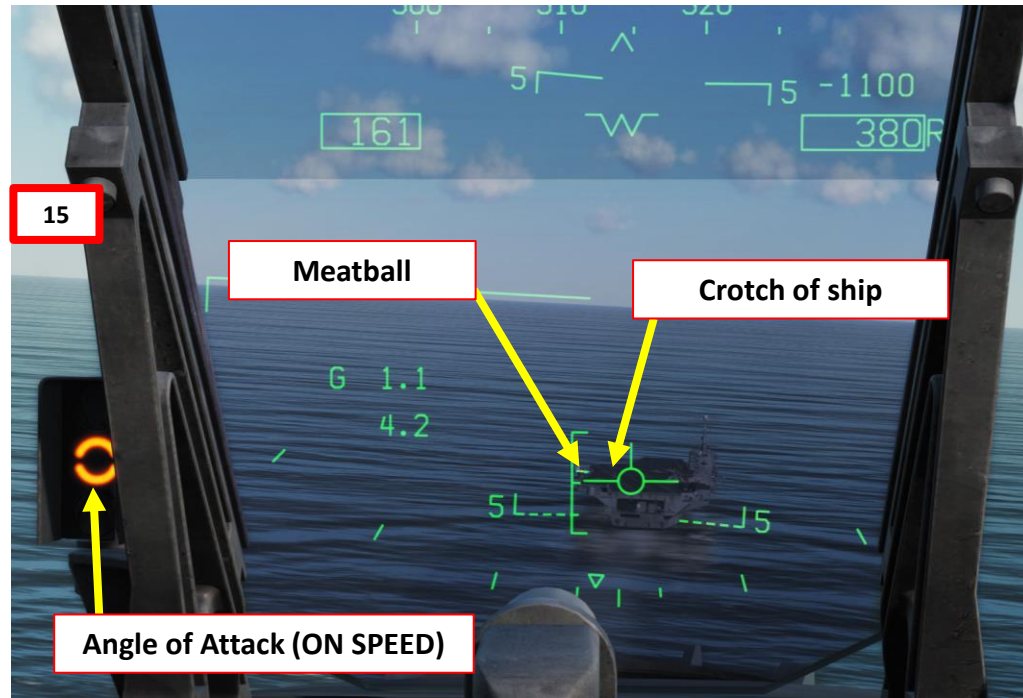 300 310 320
5 5 -1100
161 380R
15
Meatball
Crotch of ship
G 1.1
4.2
5 5
Angle of Attack (ON SPEED)